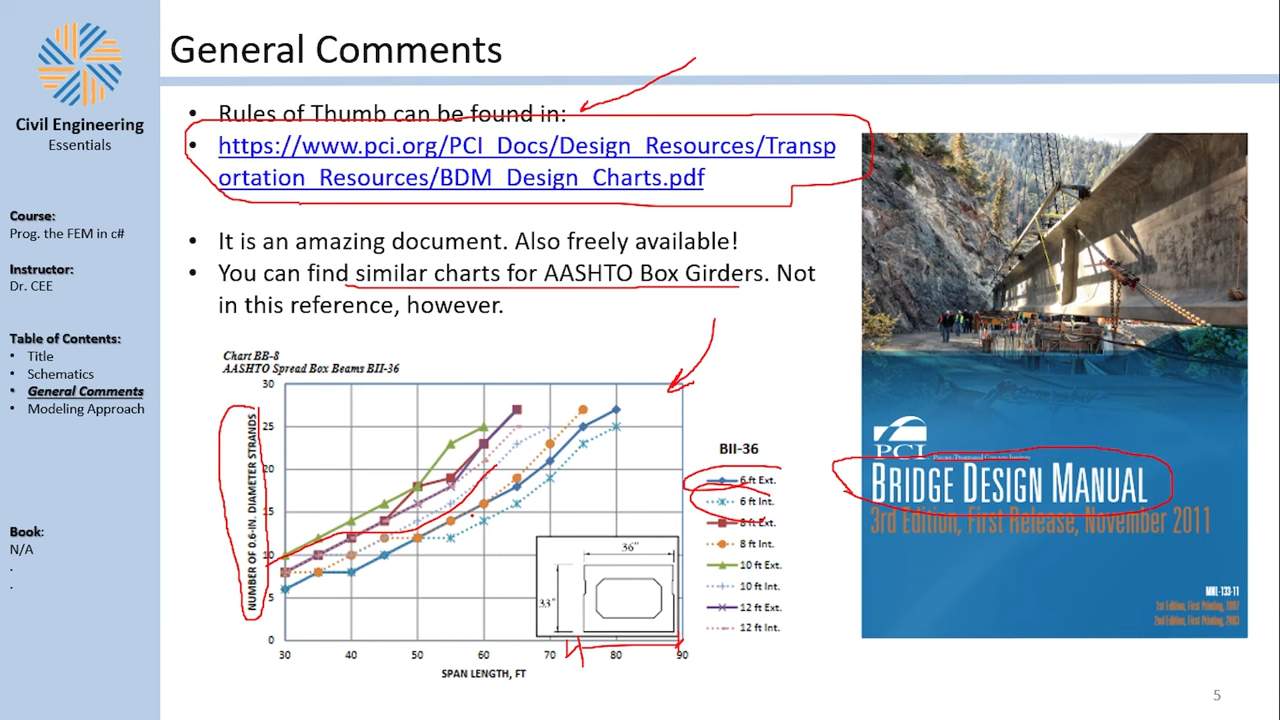 General Comments
Civil Engineering
Essentials
Course:
Prog. the FEM in c#
Instructor:
Dr. CEE
Table of Contents:
• Title
• Schematics
• General Comments
• Modeling Approach
Book:
N/A
.
.
• Rules of Thumb can be found in:
• https://www.pci.org/PCI_Docs/Design_Resources/Transp
ortation_Resources/BDM_Design_Charts.pdf
• It is an amazing document. Also freely available!
• You can find similar charts for AASHTO Box Girders. Not
in this reference, however.
Chart BB-8
AASHTO Spread Box Beams BII-36
NUMBER OF 0.6-IN. DIAMETER STRANDS
30
25
20
15
10
5
0
30 40 50 60 70 80 90
SPAN LENGTH, FT
36"
33"
BII-36
6 ft Ext.
6 ft Int.
8 ft Ext.
8 ft Int.
10 ft Ext.
10 ft Int.
12 ft Ext.
12 ft Int.
PCI
BRIDGE DESIGN MANUAL
3rd Edition, First Release, November 2011
MNL-133-11
1st Edition, First Printing, 1997
2nd Edition, First Printing, 2003
5